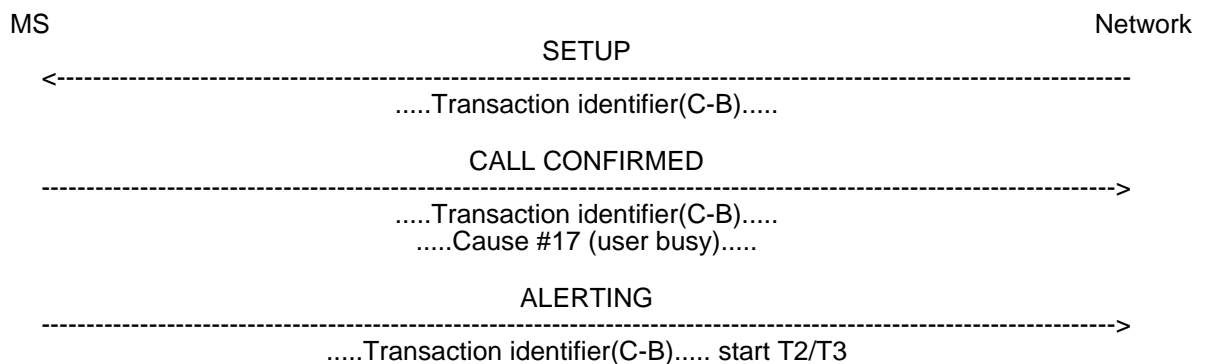 MS Network
SETUP
<------------------------------------------------------------------------------------------------------------------------
.....Transaction identifier(C-B).....
CALL CONFIRMED
------------------------------------------------------------------------------------------------------------------------>
.....Transaction identifier(C-B).....
.....Cause #17 (user busy).....
ALERTING
------------------------------------------------------------------------------------------------------------------------>
.....Transaction identifier(C-B)..... start T2/T3